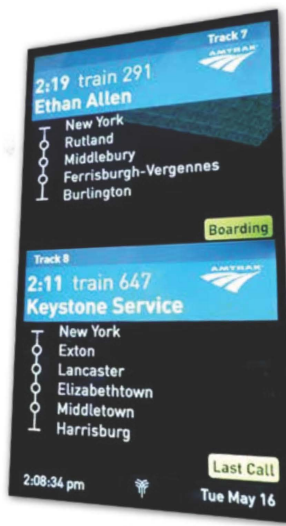 Track 7
AMTRAK
2:19 train 291
Ethan Allen
New York
Rutland
Middlebury
Ferrisburgh-Vergennes
Burlington
Boarding
Track 8
AMTRAK
2:11 train 647
Keystone Service
New York
Exton
Lancaster
Elizabethtown
Middletown
Harrisburg
Last Call
2:08:34 pm
Tue May 16